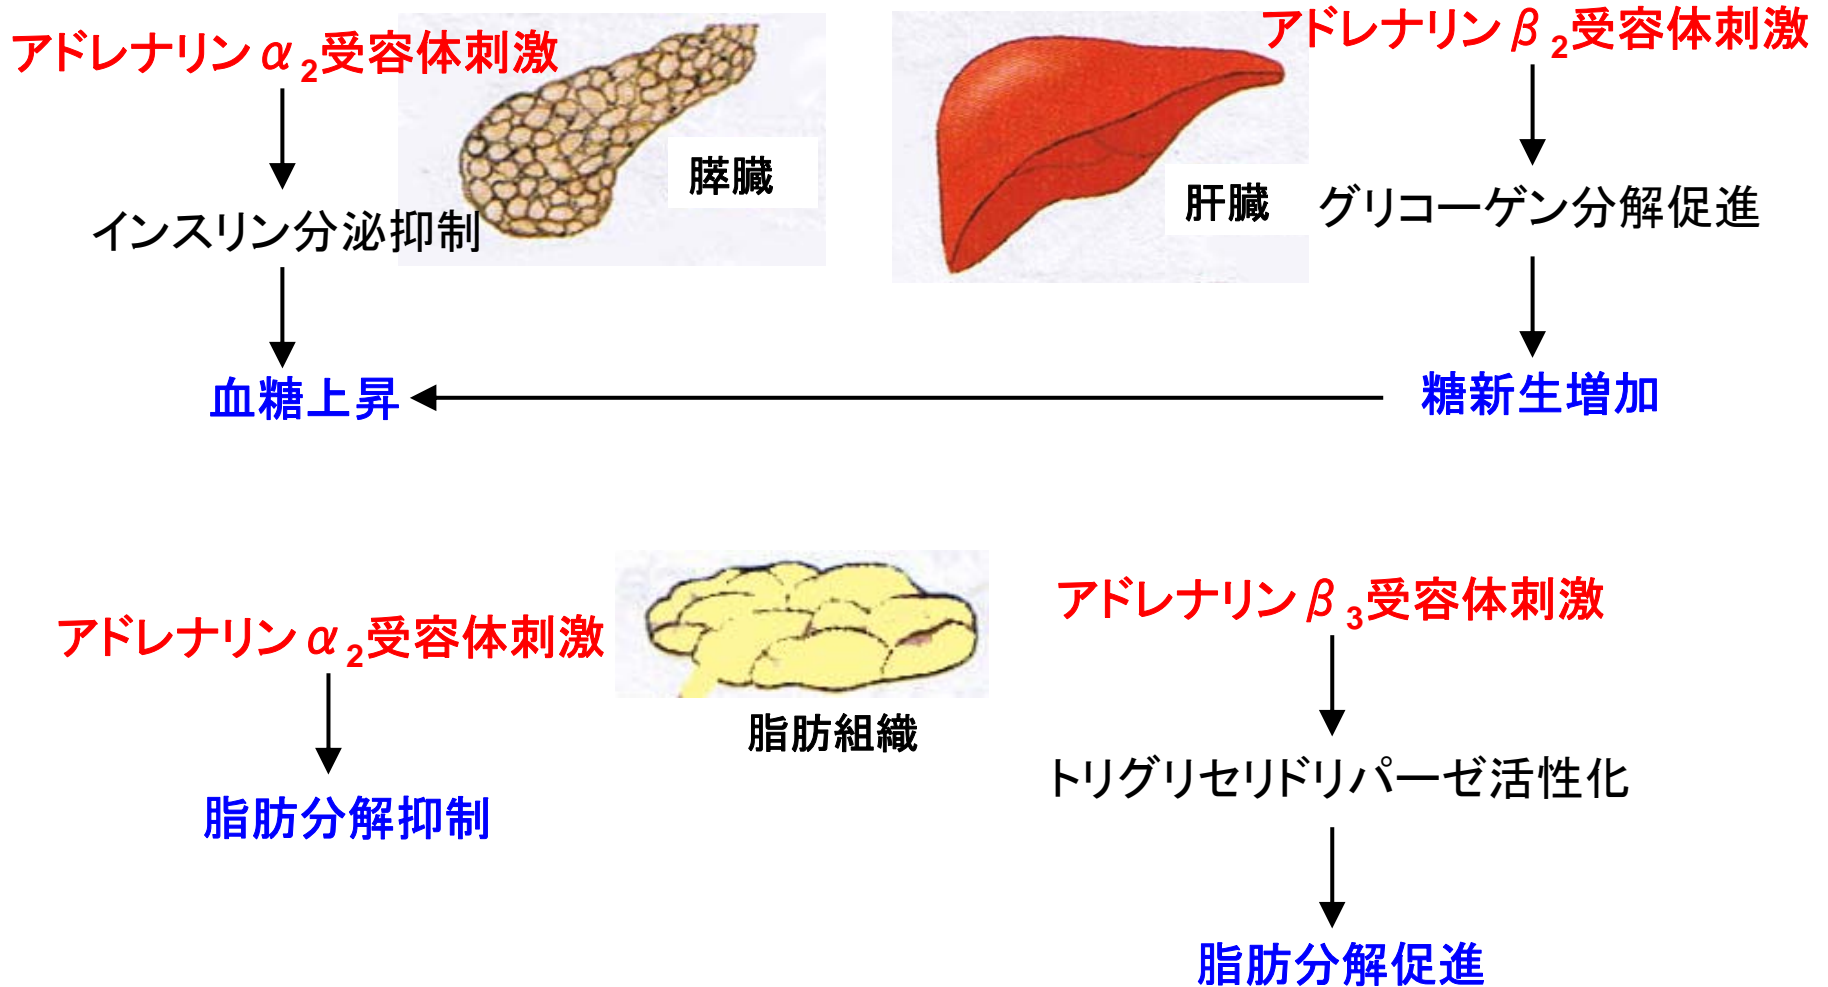 アドレナリンα2受容体刺激
膵臓
インスリン分泌抑制
血糖上昇
アドレナリンβ2受容体刺激
肝臓
グリコーゲン分解促進
糖新生増加
アドレナリンα2受容体刺激
脂肪分解抑制
脂肪組織
アドレナリンβ3受容体刺激
トリグリセリドリパーゼ活性化
脂肪分解促進